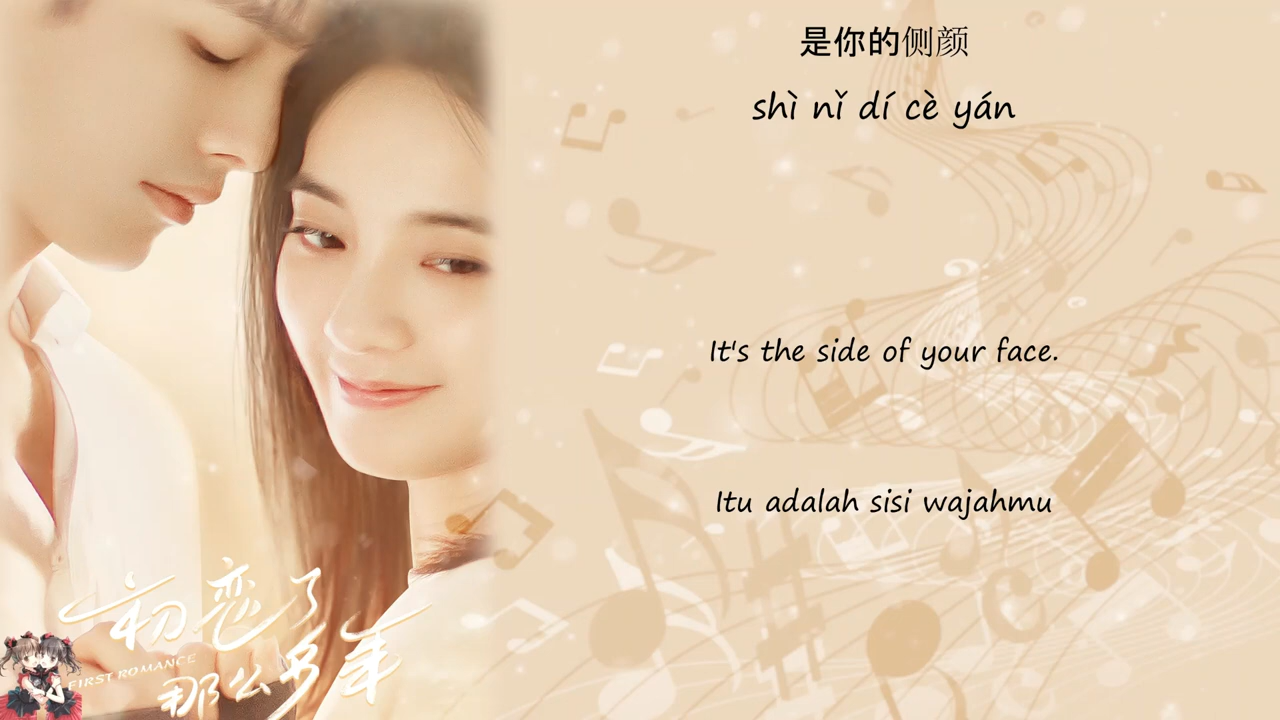 是你的侧颜
shì nǐ dí cè yán
It's the side of your face.
Itu adalah sisi wajahmu
初恋了
FIRST ROMANCE
那么多年